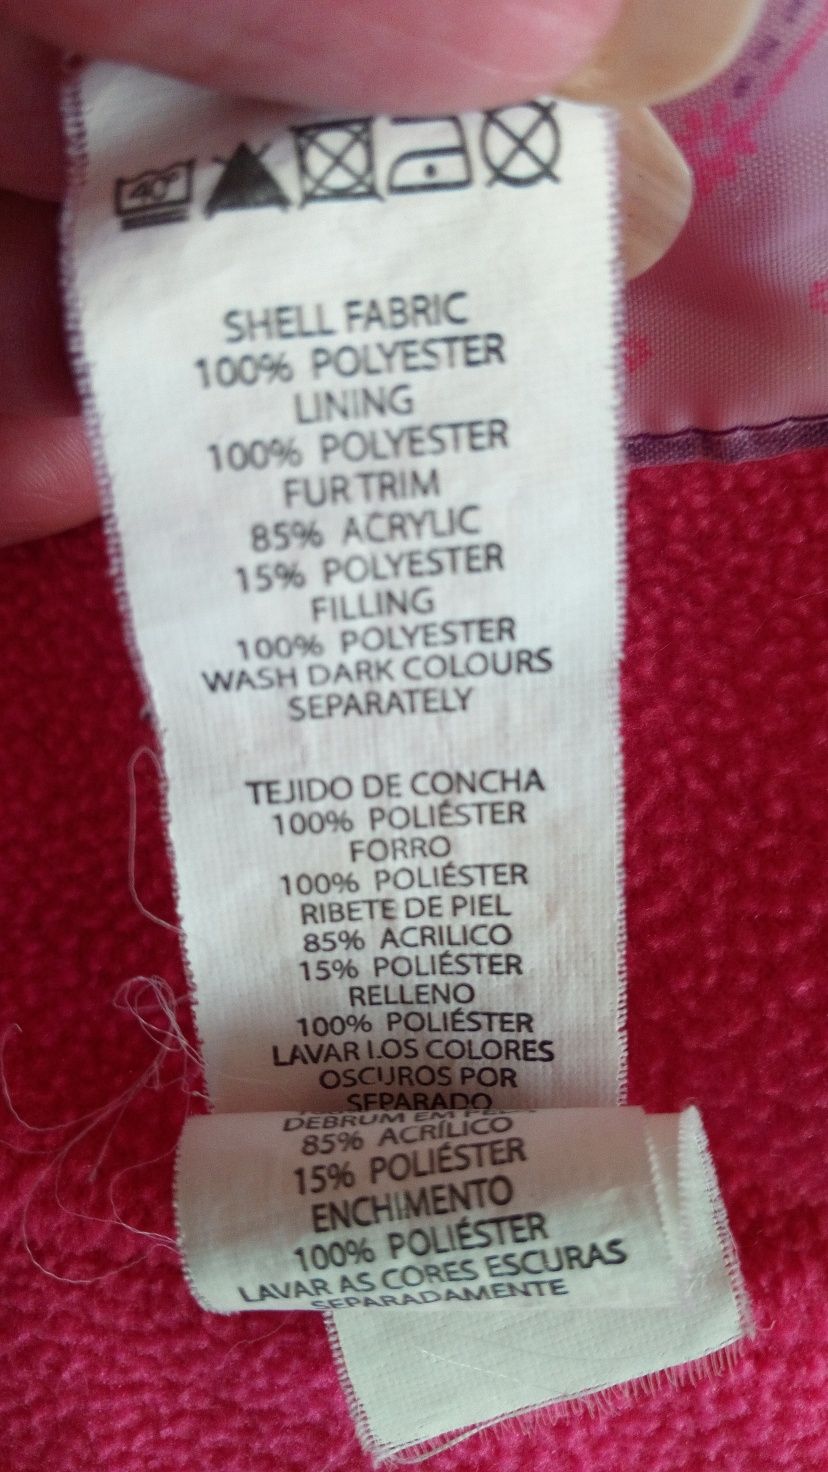 40°
SHELL FABRIC
100% POLYESTER
LINING
100% POLYESTER
FUR TRIM
85% ACRYLIC
15% POLYESTER
FILLING
100% POLYESTER
WASH DARK COLOURS
SEPARATELY
TEJIDO DE CONCHA
100% POLIÉSTER
FORRO
100% POLIÉSTER
RIBETE DE PIEL
85% ACRILICO
15% POLIÉSTER
RELLENO
100% POLIÉSTER
LAVAR LOS COLORES
OSCUROS POR
SEPARADO
DEBRUM EM
85% ACRÍLICO
15% POLIÉSTER
ENCHIMENTO
100% POLIÉSTER
LAVAR AS CORES ESCURAS
SEPARADAMENTE